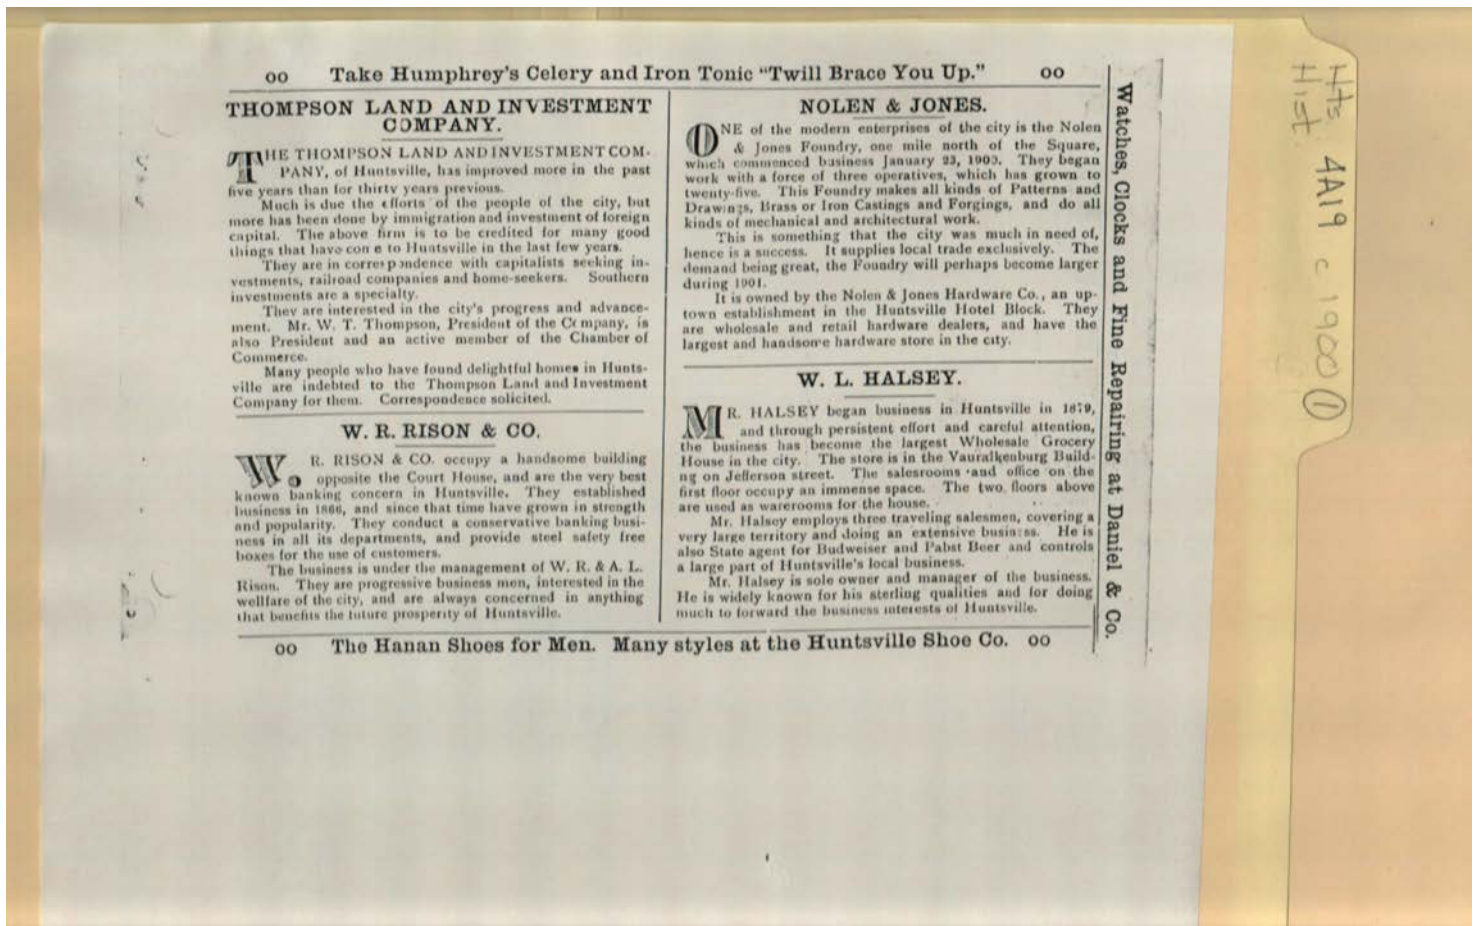 oo Take Humphrey's Celery and Iron Tonic "Twill Brace You Up." oo
THOMPSON LAND AND INVESTMENT
COMPANY.
THE THOMPSON LAND AND INVESTMENT COM-
PANY, of Huntsville, has improved more in the past
five years than for thirty years previous.
Much is due the efforts of the people of the city, but
more has been done by immigration and investment of foreign
capital. The above firm is to be credited for many good
things that have con e to Huntsville in the last few years.
They are in correspondence with capitalists seeking in-
vestments, railroad companies and home-seekers. Southern
investments are a specialty.
They are interested in the city's progress and advance-
ment. Mr. W. T. Thompson, President of the Company, is
also President and an active member of the Chamber of
Commerce.
Many people who have found delightful homes in Hunts-
ville are indebted to the Thompson Land and Investment
Company for them. Correspondence solicited.
W. R. RISON & CO.
W. R. RISON & CO. occupy a handsome building
opposite the Court House, and are the very best
known banking concern in Huntsville. They established
business in 1866, and since that time have grown in strength
and popularity. They conduct a conservative banking busi-
ness in all its departments, and provide steel safety free
boxes for the use of customers.
The business is under the management of W. R. & A. L.
Rison. They are progressive business men, interested in the
wellfare of the city, and are always concerned in anything
that benefits the future prosperity of Huntsville.
NOLEN & JONES.
ONE of the modern enterprises of the city is the Nolen
& Jones Foundry, one mile north of the Square,
which commenced business January 23, 1900. They began
work with a force of three operatives, which has grown to
twenty-five. This Foundry makes all kinds of Patterns and
Drawings, Brass or Iron Castings and Forgings, and do all
kinds of mechanical and architectural work.
This is something that the city was much in need of,
hence is a success. It supplies local trade exclusively. The
demand being great, the Foundry will perhaps become larger
during 1901.
It is owned by the Nolen & Jones Hardware Co., an up-
town establishment in the Huntsville Hotel Block. They
are wholesale and retail hardware dealers, and have the
largest and handsome hardware store in the city.
W. L. HALSEY.
MR. HALSEY began business in Huntsville in 1879,
and through persistent effort and careful attention,
the business has become the largest Wholesale Grocery
House in the city. The store is in the Vauralkenburg Build-
ng on Jefferson street. The salesrooms and office on the
first floor occupy an immense space. The two floors above
are used as warerooms for the house.
Mr. Halsey employs three traveling salesmen, covering a
very large territory and doing an extensive business. He is
also State agent for Budweiser and Pabst Beer and controls
a large part of Huntsville's local business.
Mr. Halsey is sole owner and manager of the business.
He is widely known for his sterling qualities and for doing
much to forward the business interests of Huntsville.
oo The Hanan Shoes for Men. Many styles at the Huntsville Shoe Co. oo
Watches, Clocks and Fine Repairing at Daniel & Co.
Hts 4A19 c 1900 ①
Hist